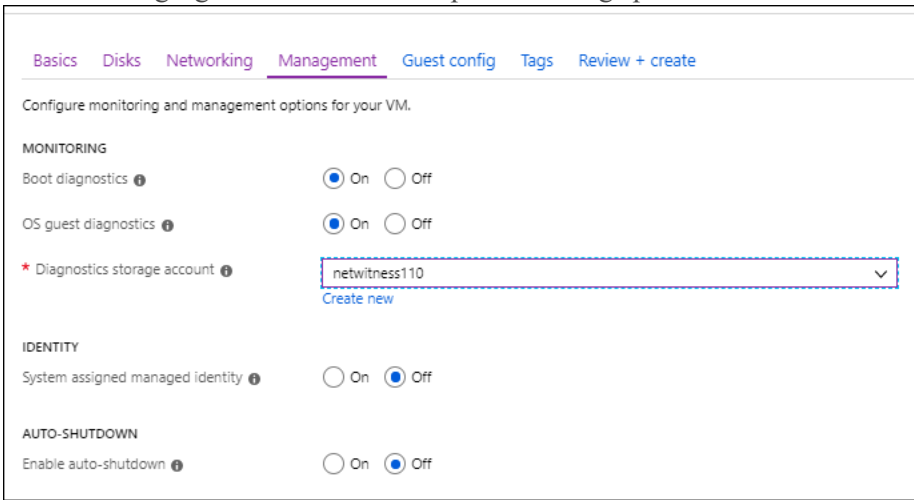 Basics Disks Networking Management Guest config Tags Review + create
Configure monitoring and management options for your VM.
MONITORING
Boot diagnostics On Off
OS guest diagnostics On Off
* Diagnostics storage account netwitness110
Create new
IDENTITY
System assigned managed identity On Off
AUTO-SHUTDOWN
Enable auto-shutdown On Off